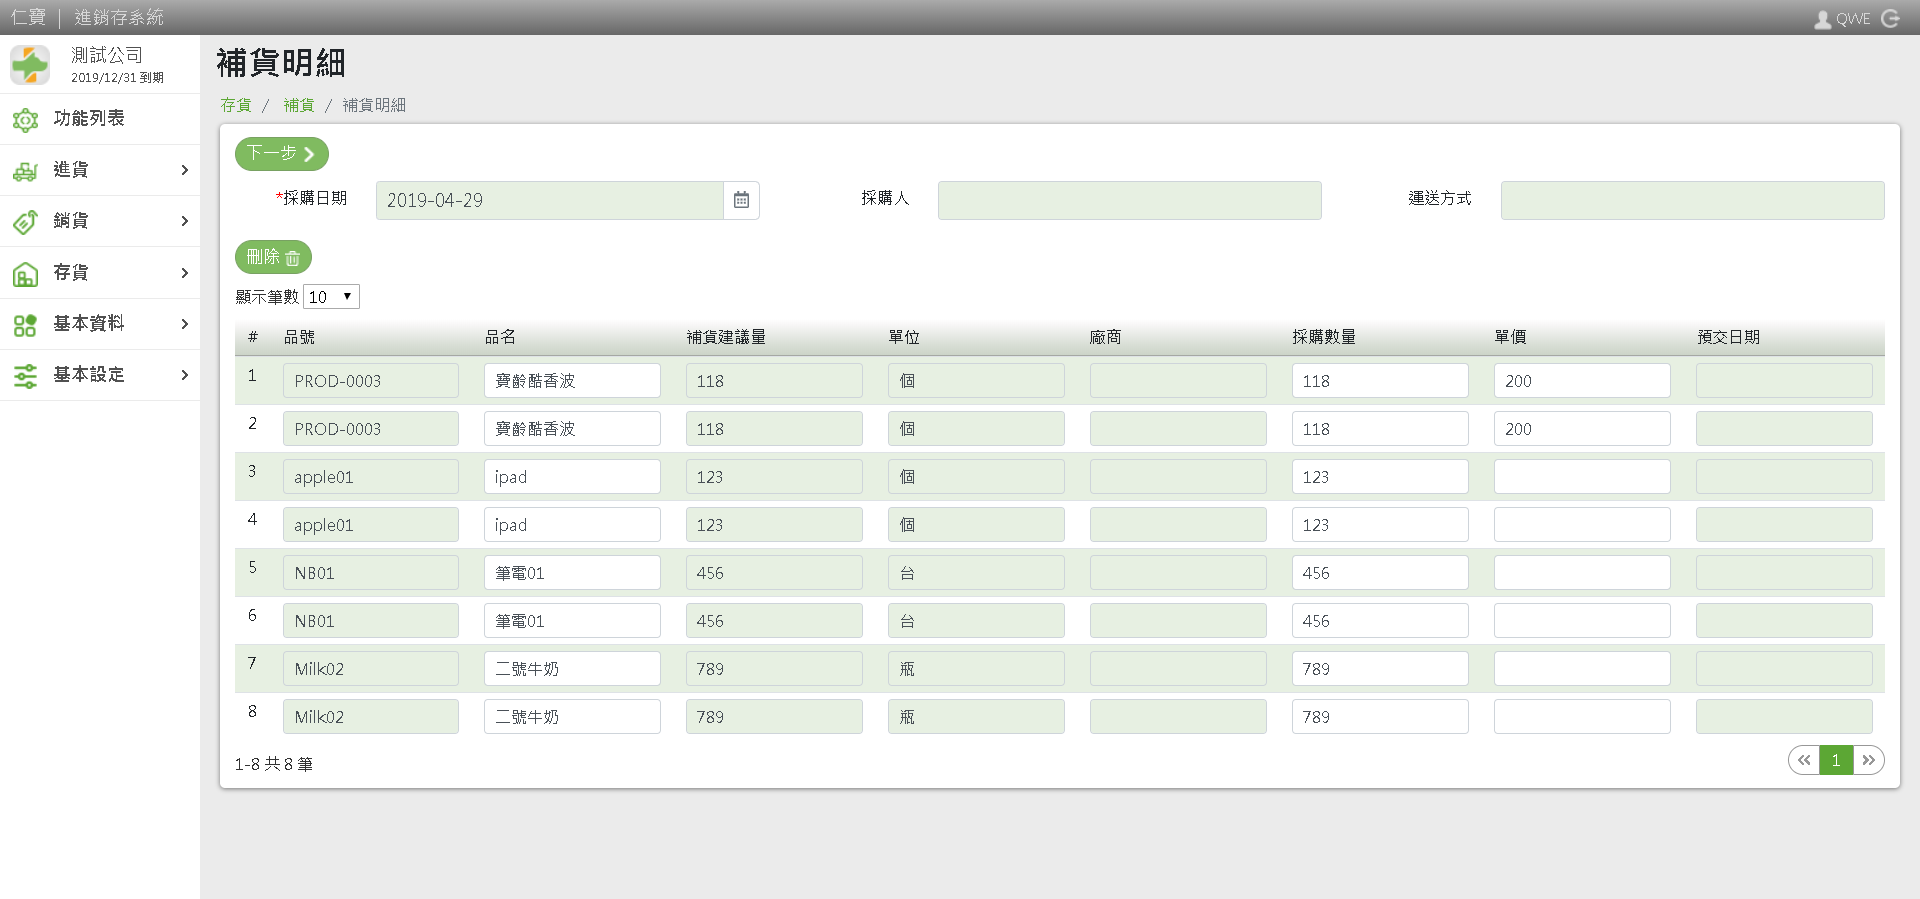 仁寶 | 進銷存系統
QWE
測試公司
2019/12/31 到期
功能列表
進貨
銷貨
存貨
基本資料
基本設定
補貨明細
存貨 / 補貨 / 補貨明細
下一步
*採購日期 2019-04-29 採購人 運送方式
刪除
顯示筆數 10
# 品號 品名 補貨建議量 單位 廠商 採購數量 單價 預交日期
1 PROD-0003 寶齡酷香波 118 個 118 200
2 PROD-0003 寶齡酷香波 118 個 118 200
3 apple01 ipad 123 個 123
4 apple01 ipad 123 個 123
5 NB01 筆電01 456 台 456
6 NB01 筆電01 456 台 456
7 Milk02 二號牛奶 789 瓶 789
8 Milk02 二號牛奶 789 瓶 789
1-8 共 8 筆
« 1 »